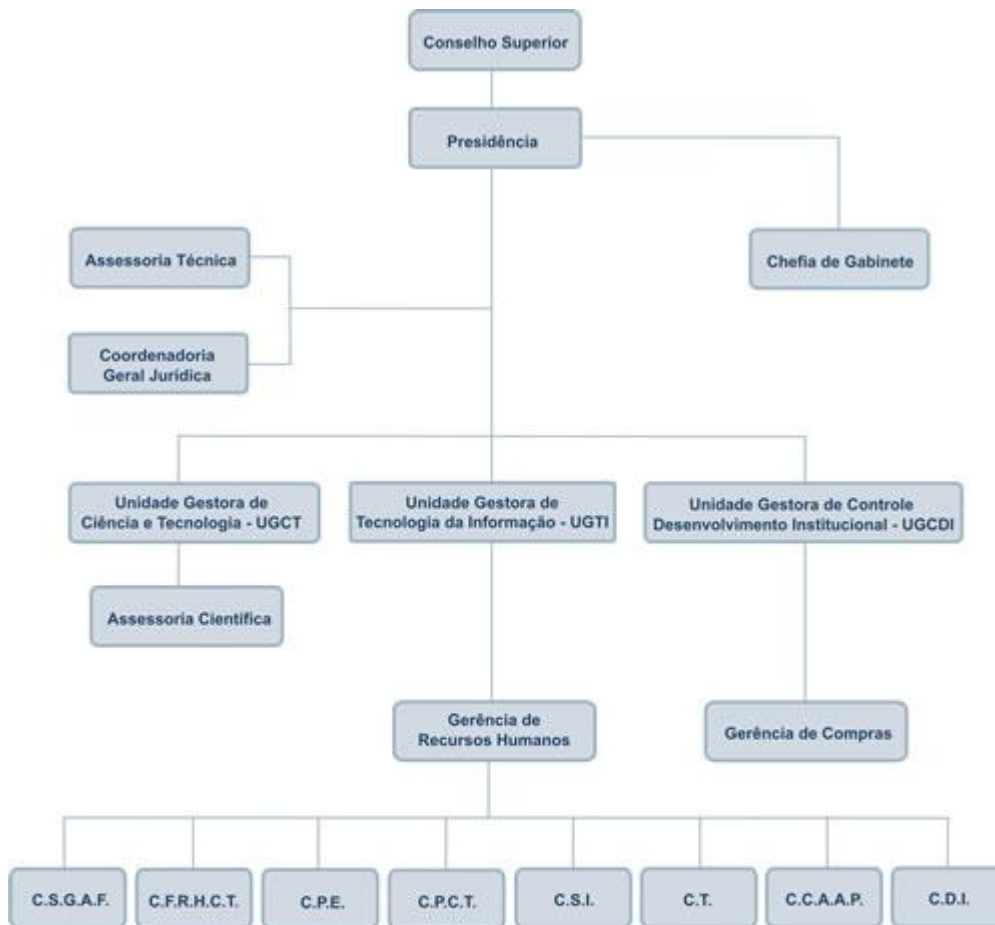 Conselho Superior
Presidência
Assessoria Técnica
Chefia de Gabinete
Coordenadoria
Geral Jurídica
Unidade Gestora de
Ciência e Tecnologia - UGCT
Unidade Gestora de
Tecnologia da Informação - UGTI
Unidade Gestora de Controle
Desenvolvimento Institucional - UGCDI
Assessoria Científica
Gerência de
Recursos Humanos
Gerência de Compras
C.S.G.A.F.
C.F.R.H.C.T.
C.P.E.
C.P.C.T.
C.S.I.
C.T.
C.C.A.A.P.
C.D.I.